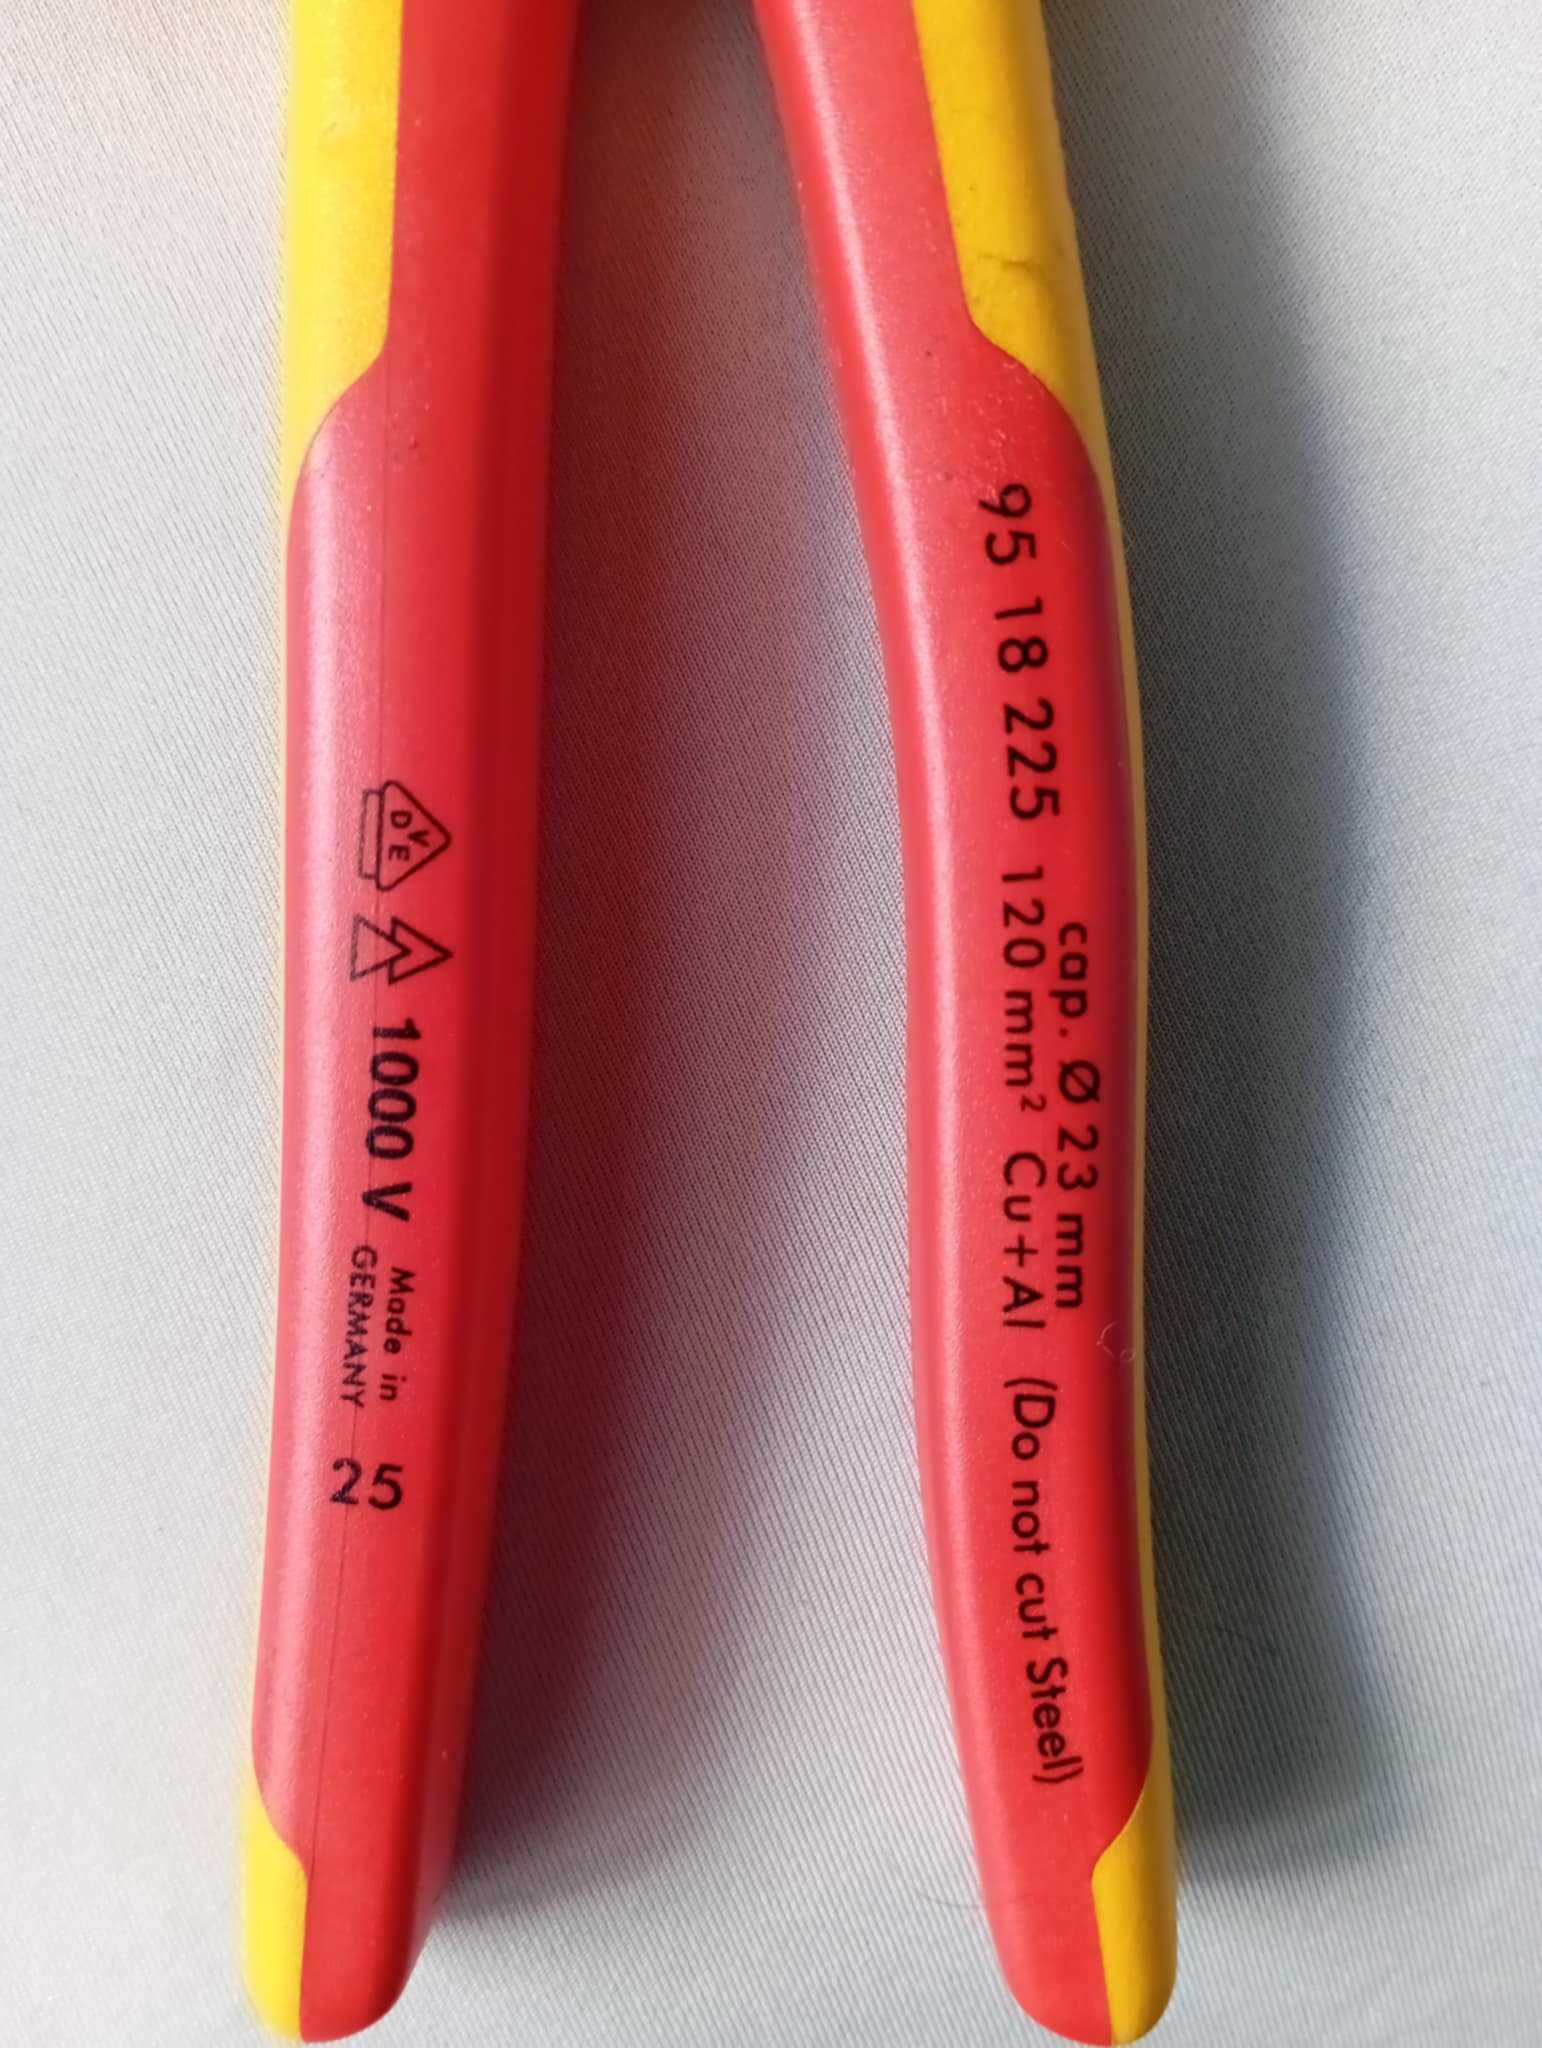 VDE
1000 V
Made in
GERMANY
25
95 18 225
cap. Ø 23 mm
120 mm² Cu+Al
(Do not cut Steel)